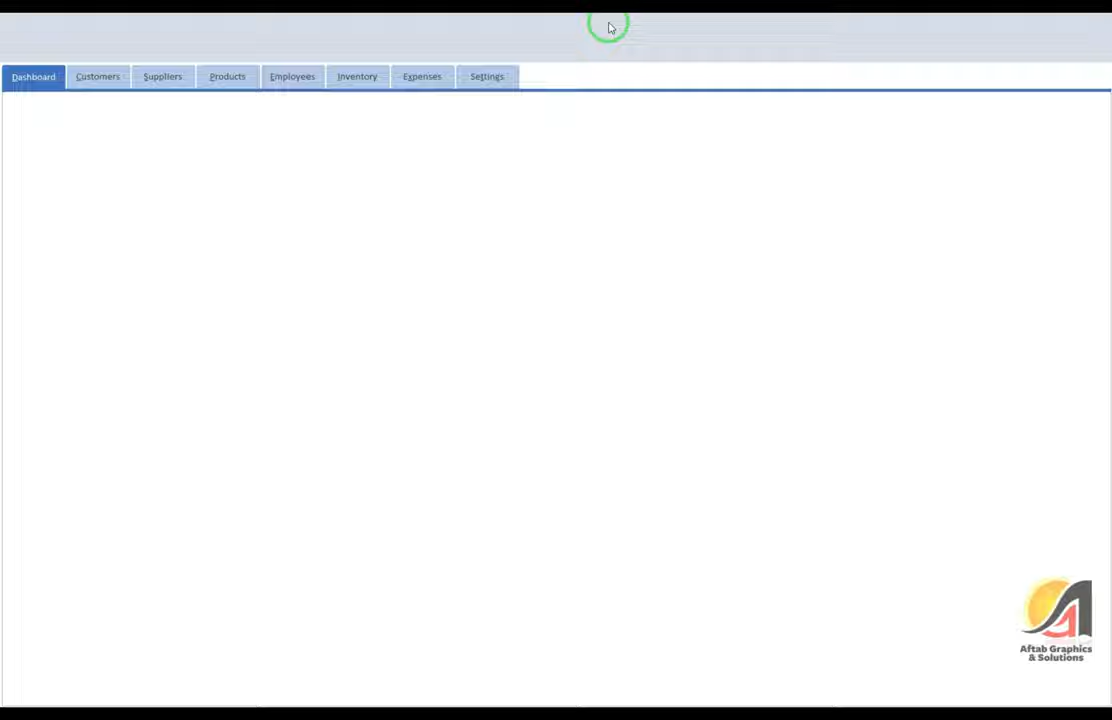 Dashboard
Customers
Suppliers
Products
Employees
Inventory
Expenses
Settings
Aftab Graphics
& Solutions